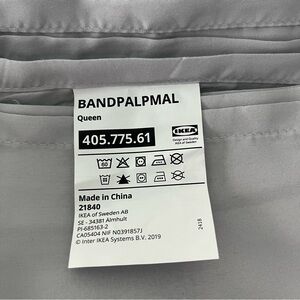 BANDPALPMAL
Queen
405.775.61
IKEA
Design and Quality
IKEA of Sweden
60
Made in China
21840
IKEA of Sweden AB
SE - 34381 Älmhult
PI-685163-2
CA05404 NIF N0391857J
© Inter IKEA Systems B.V. 2019
2418